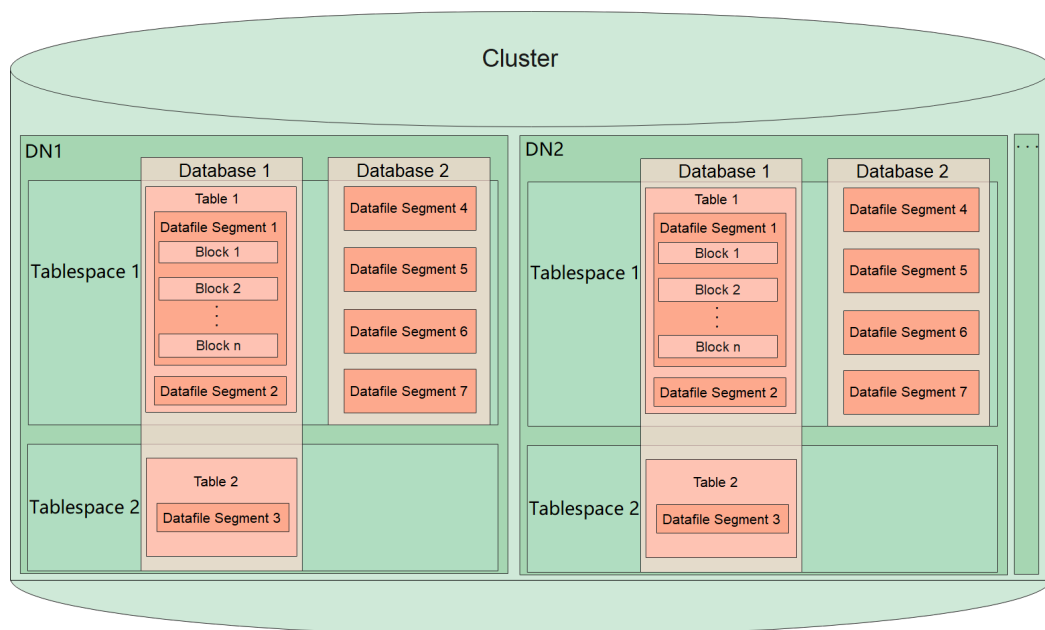 Cluster
DN1
Database 1
Database 2
Tablespace 1
Table 1
Datafile Segment 1
Block 1
Block 2
...
Block n
Datafile Segment 2
Datafile Segment 4
Datafile Segment 5
Datafile Segment 6
Datafile Segment 7
Tablespace 2
Table 2
Datafile Segment 3
DN2
Database 1
Database 2
Tablespace 1
Table 1
Datafile Segment 1
Block 1
Block 2
...
Block n
Datafile Segment 2
Datafile Segment 4
Datafile Segment 5
Datafile Segment 6
Datafile Segment 7
Tablespace 2
Table 2
Datafile Segment 3
...